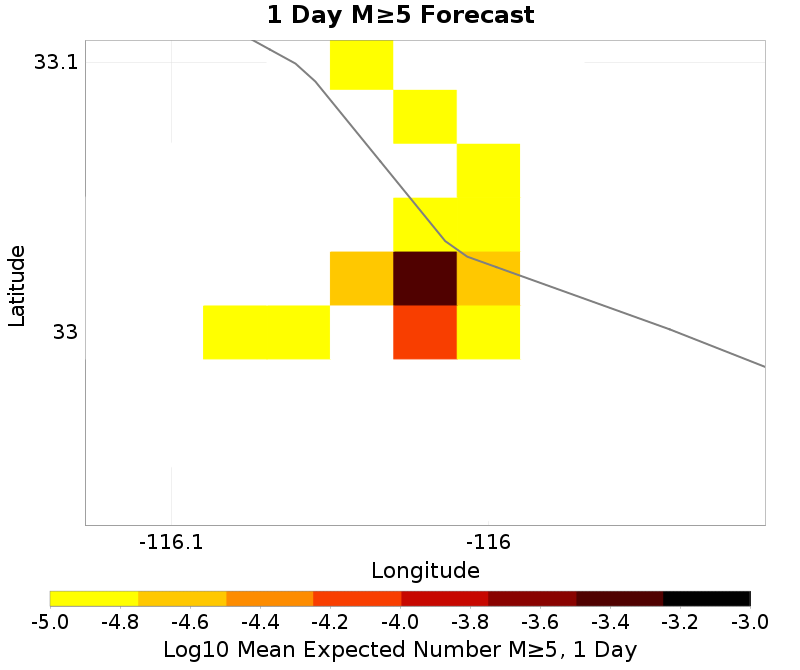 1 Day M≥5 Forecast
33.1
33
Latitude
-116.1 -116
Longitude
-5.0 -4.8 -4.6 -4.4 -4.2 -4.0 -3.8 -3.6 -3.4 -3.2 -3.0
Log10 Mean Expected Number M≥5, 1 Day